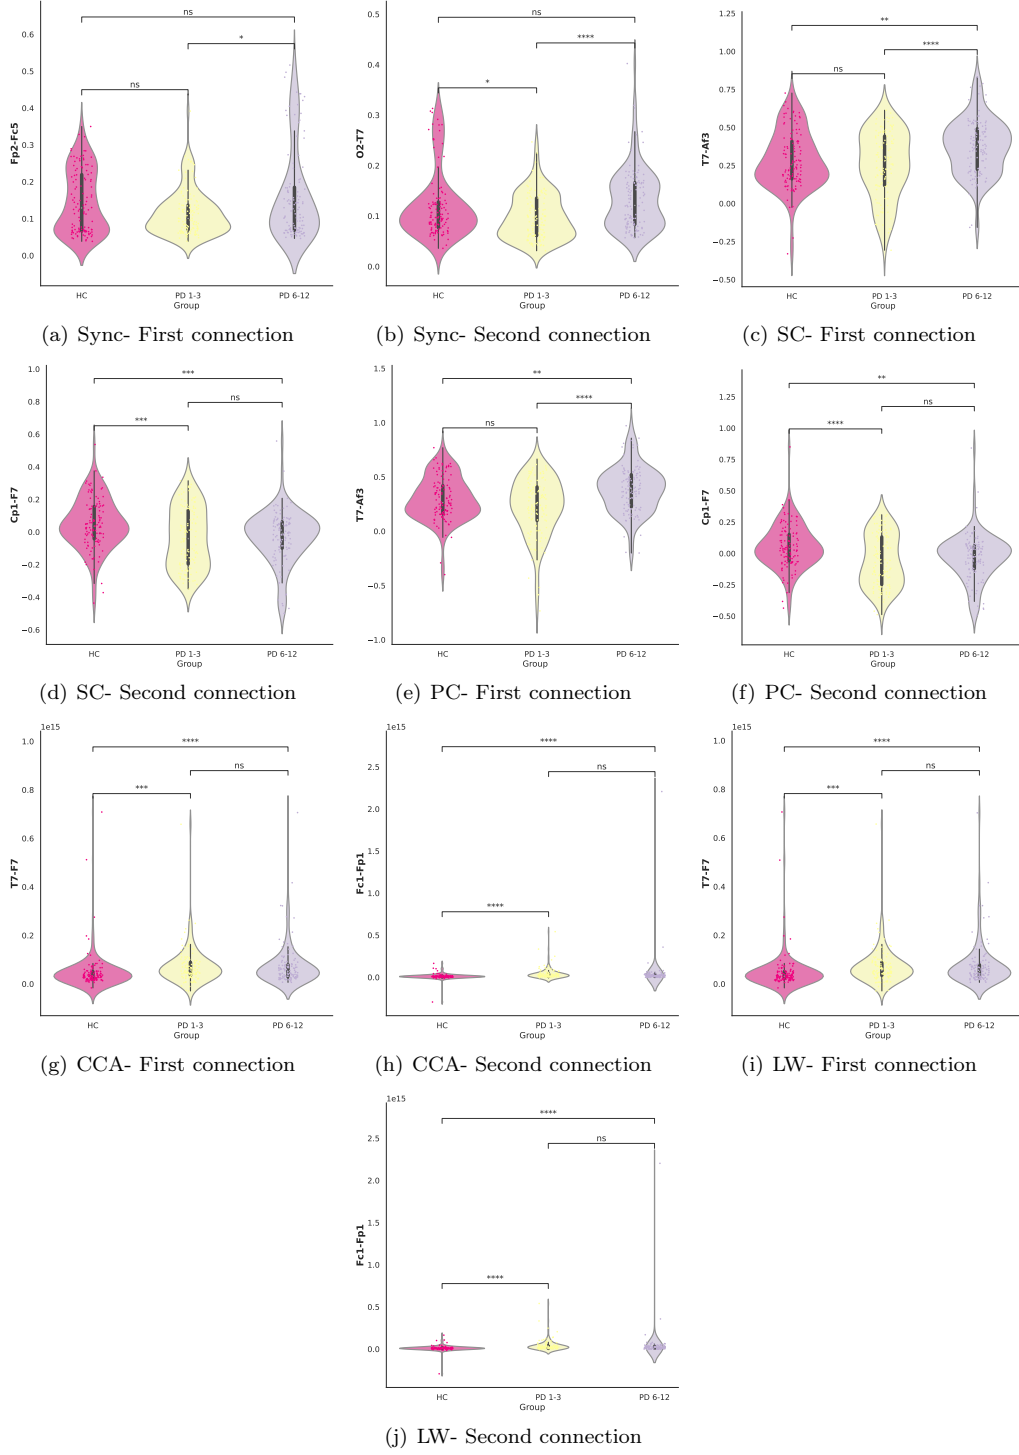 ns
*
ns
0.6
0.5
0.4
0.3
0.2
0.1
0.0
Fp2-Fc5
HC
PD 1-3
PD 6-12
Group
(a) Sync- First connection
ns
****
*
0.5
0.4
0.3
0.2
0.1
0.0
O2-T7
HC
PD 1-3
PD 6-12
Group
(b) Sync- Second connection
**
****
ns
1.25
1.00
0.75
0.50
0.25
0.00
−0.25
−0.50
T7-Af3
HC
PD 1-3
PD 6-12
Group
(c) SC- First connection
***
ns
***
1.0
0.8
0.6
0.4
0.2
0.0
−0.2
−0.4
−0.6
Cp1-F7
HC
PD 1-3
PD 6-12
Group
(d) SC- Second connection
**
****
ns
1.5
1.0
0.5
0.0
−0.5
−1.0
T7-Af3
HC
PD 1-3
PD 6-12
Group
(e) PC- First connection
**
ns
****
1.25
1.00
0.75
0.50
0.25
0.00
−0.25
−0.50
Cp1-F7
HC
PD 1-3
PD 6-12
Group
(f) PC- Second connection
1e15
****
ns
***
1.0
0.8
0.6
0.4
0.2
0.0
T7-F7
HC
PD 1-3
PD 6-12
Group
(g) CCA- First connection
1e15
****
ns
****
2.5
2.0
1.5
1.0
0.5
0.0
Fc1-Fp1
HC
PD 1-3
PD 6-12
Group
(h) CCA- Second connection
1e15
****
ns
***
1.0
0.8
0.6
0.4
0.2
0.0
T7-F7
HC
PD 1-3
PD 6-12
Group
(i) LW- First connection
1e15
****
ns
****
2.5
2.0
1.5
1.0
0.5
0.0
Fc1-Fp1
HC
PD 1-3
PD 6-12
Group
(j) LW- Second connection